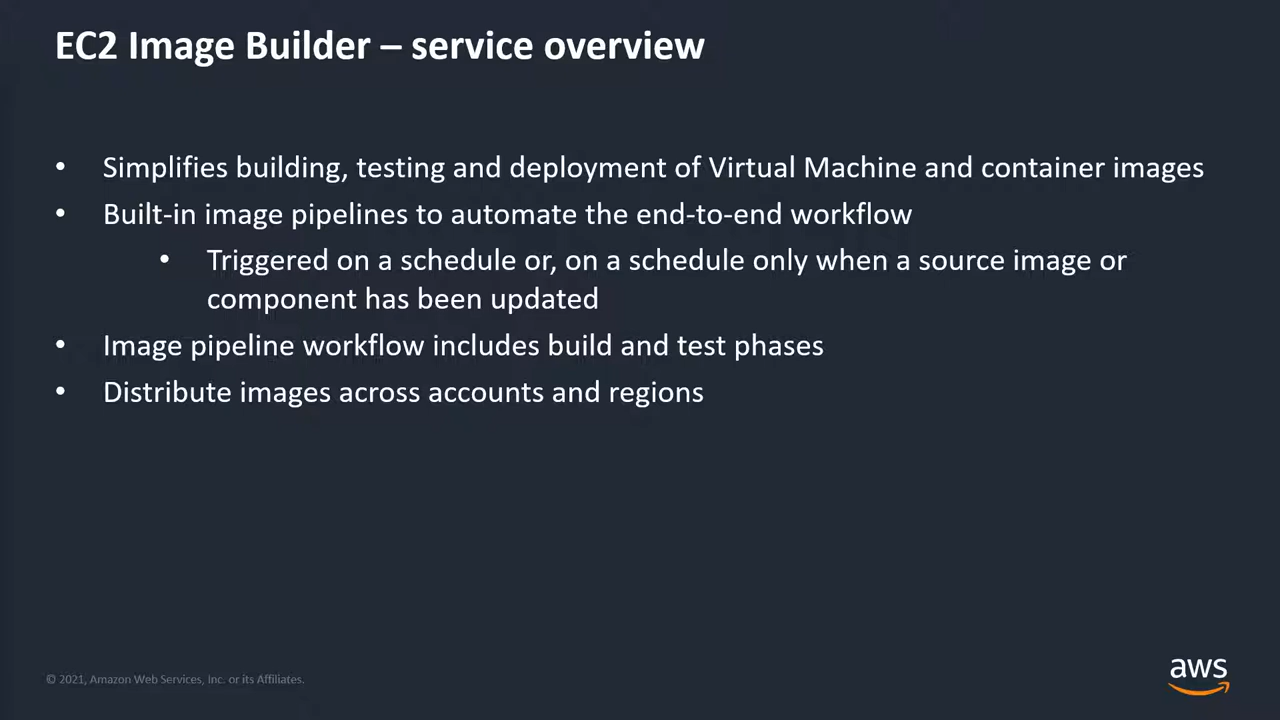 EC2 Image Builder – service overview
• Simplifies building, testing and deployment of Virtual Machine and container images
• Built-in image pipelines to automate the end-to-end workflow
• Triggered on a schedule or, on a schedule only when a source image or
component has been updated
• Image pipeline workflow includes build and test phases
• Distribute images across accounts and regions
© 2021, Amazon Web Services, Inc. or its Affiliates.
aws